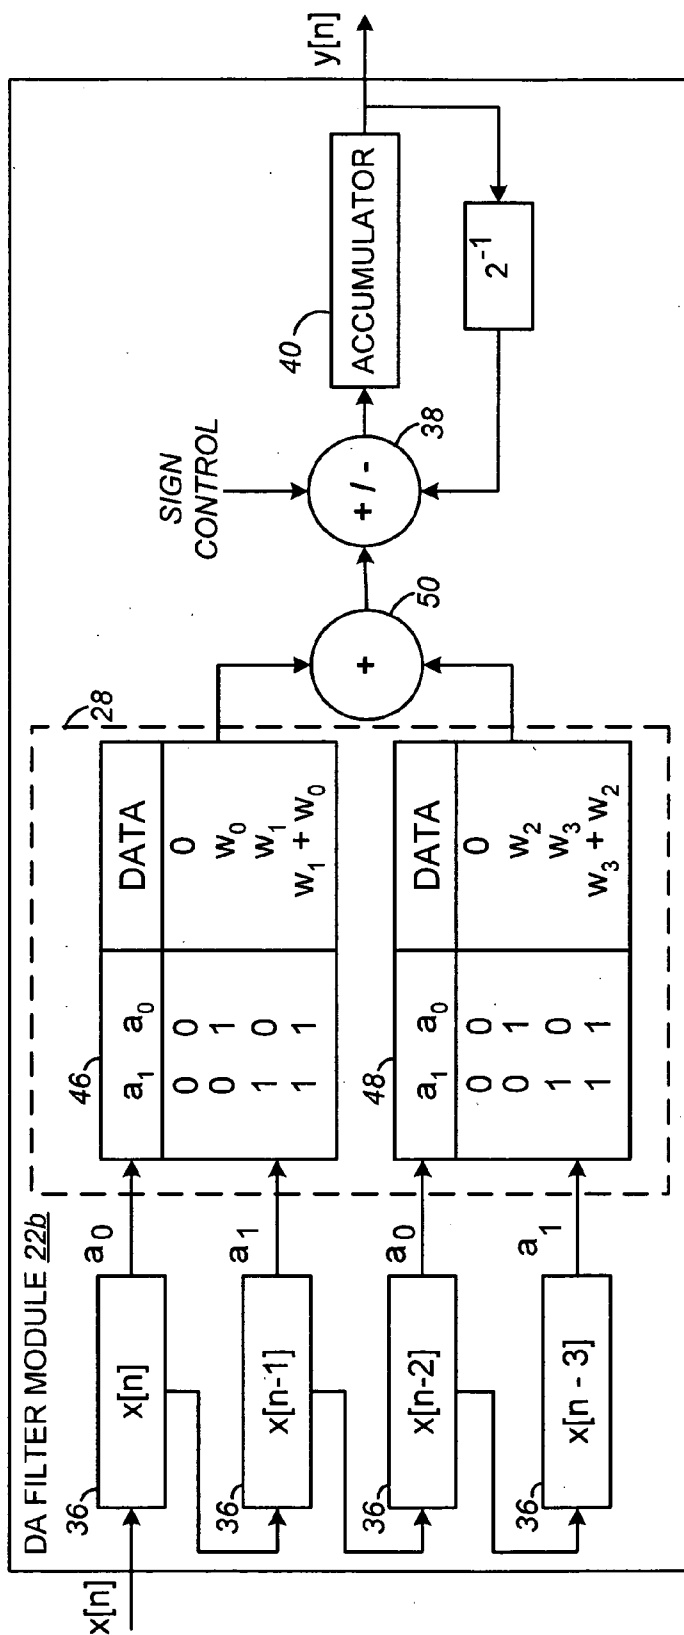 DA FILTER MODULE 22b
x[n]
36
x[n]
a0
36
x[n-1]
a1
36
x[n-2]
a0
36
x[n - 3]
a1
28
46
a1 a0 DATA
0 0 0
0 1 w0
1 0 w1
1 1 w1 + w0
48
a1 a0 DATA
0 0 0
0 1 w2
1 0 w3
1 1 w3 + w2
+
50
SIGN
CONTROL
+ / -
38
40
ACCUMULATOR
2^-1
y[n]